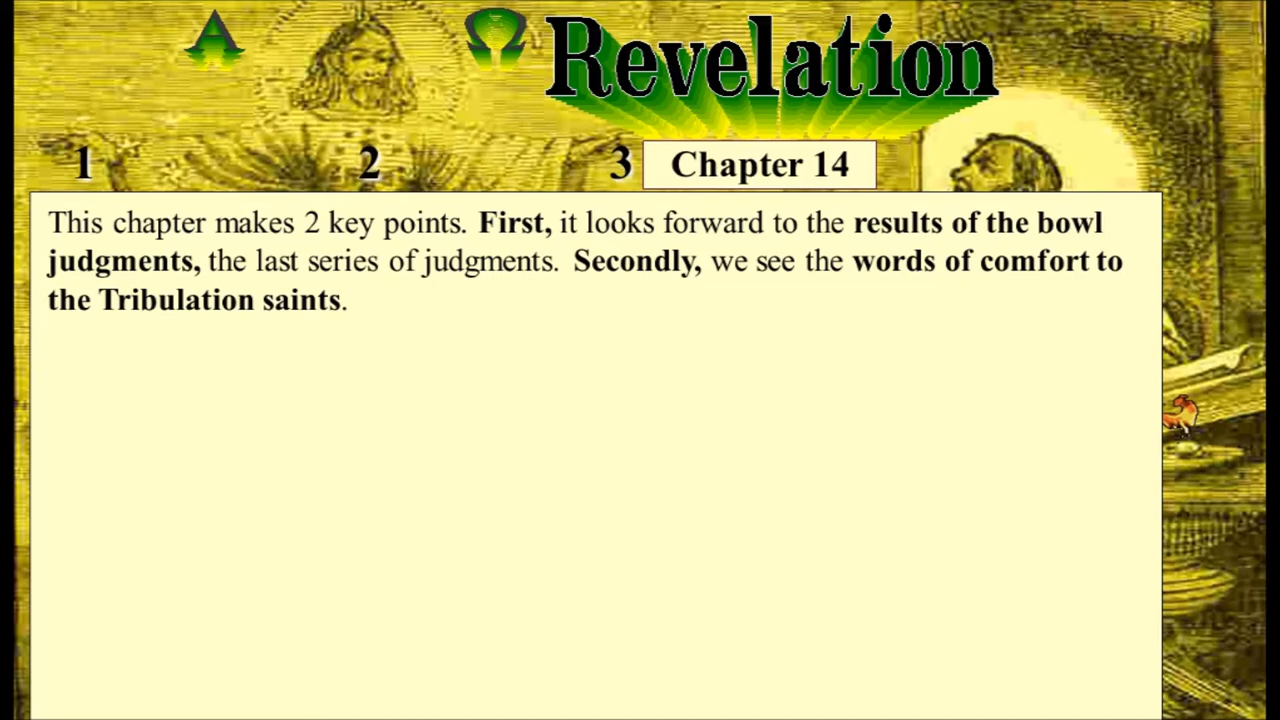 Α Ω Revelation
1 2 3 Chapter 14
This chapter makes 2 key points. First, it looks forward to the results of the bowl
judgments, the last series of judgments. Secondly, we see the words of comfort to
the Tribulation saints.